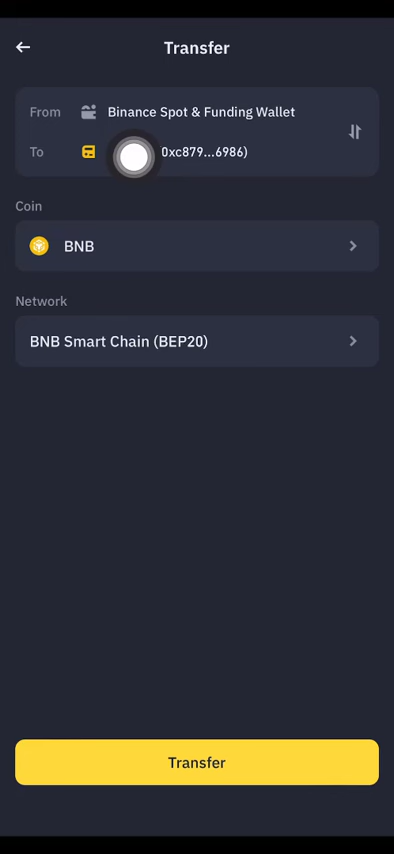 Transfer
From Binance Spot & Funding Wallet
To 0xc879...6986)
Coin
BNB
Network
BNB Smart Chain (BEP20)
Transfer